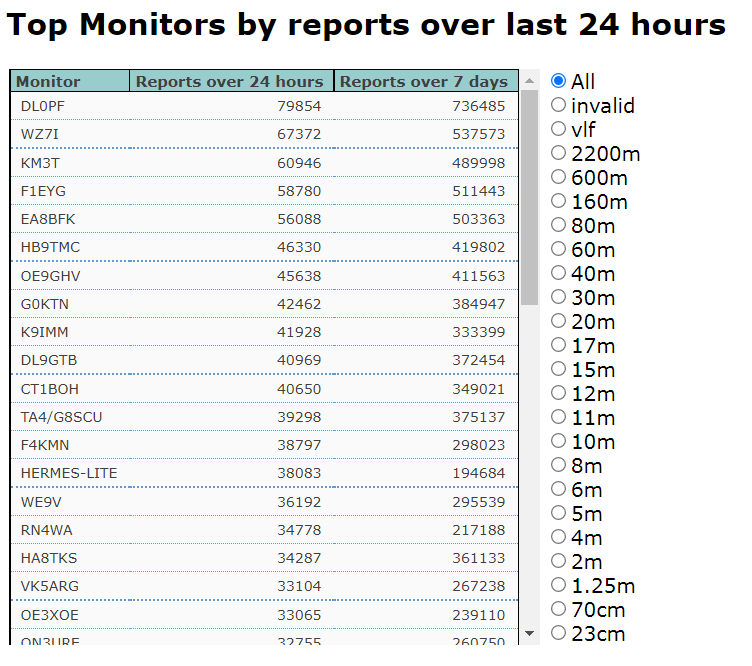 Top Monitors by reports over last 24 hours
Monitor Reports over 24 hours Reports over 7 days
DL0PF 79854 736485
WZ7I 67372 537573
KM3T 60946 489998
F1EYG 58780 511443
EA8BFK 56088 503363
HB9TMC 46330 419802
OE9GHV 45638 411563
G0KTN 42462 384947
K9IMM 41928 333399
DL9GTB 40969 372454
CT1BOH 40650 349021
TA4/G8SCU 39298 375137
F4KMN 38797 298023
HERMES-LITE 38083 194684
WE9V 36192 295539
RN4WA 34778 217188
HA8TKS 34287 361133
VK5ARG 33104 267238
OE3XOE 33065 239110
ON3URE 32755 260750
All
invalid
vlf
2200m
600m
160m
80m
60m
40m
30m
20m
17m
15m
12m
11m
10m
8m
6m
5m
4m
2m
1.25m
70cm
23cm